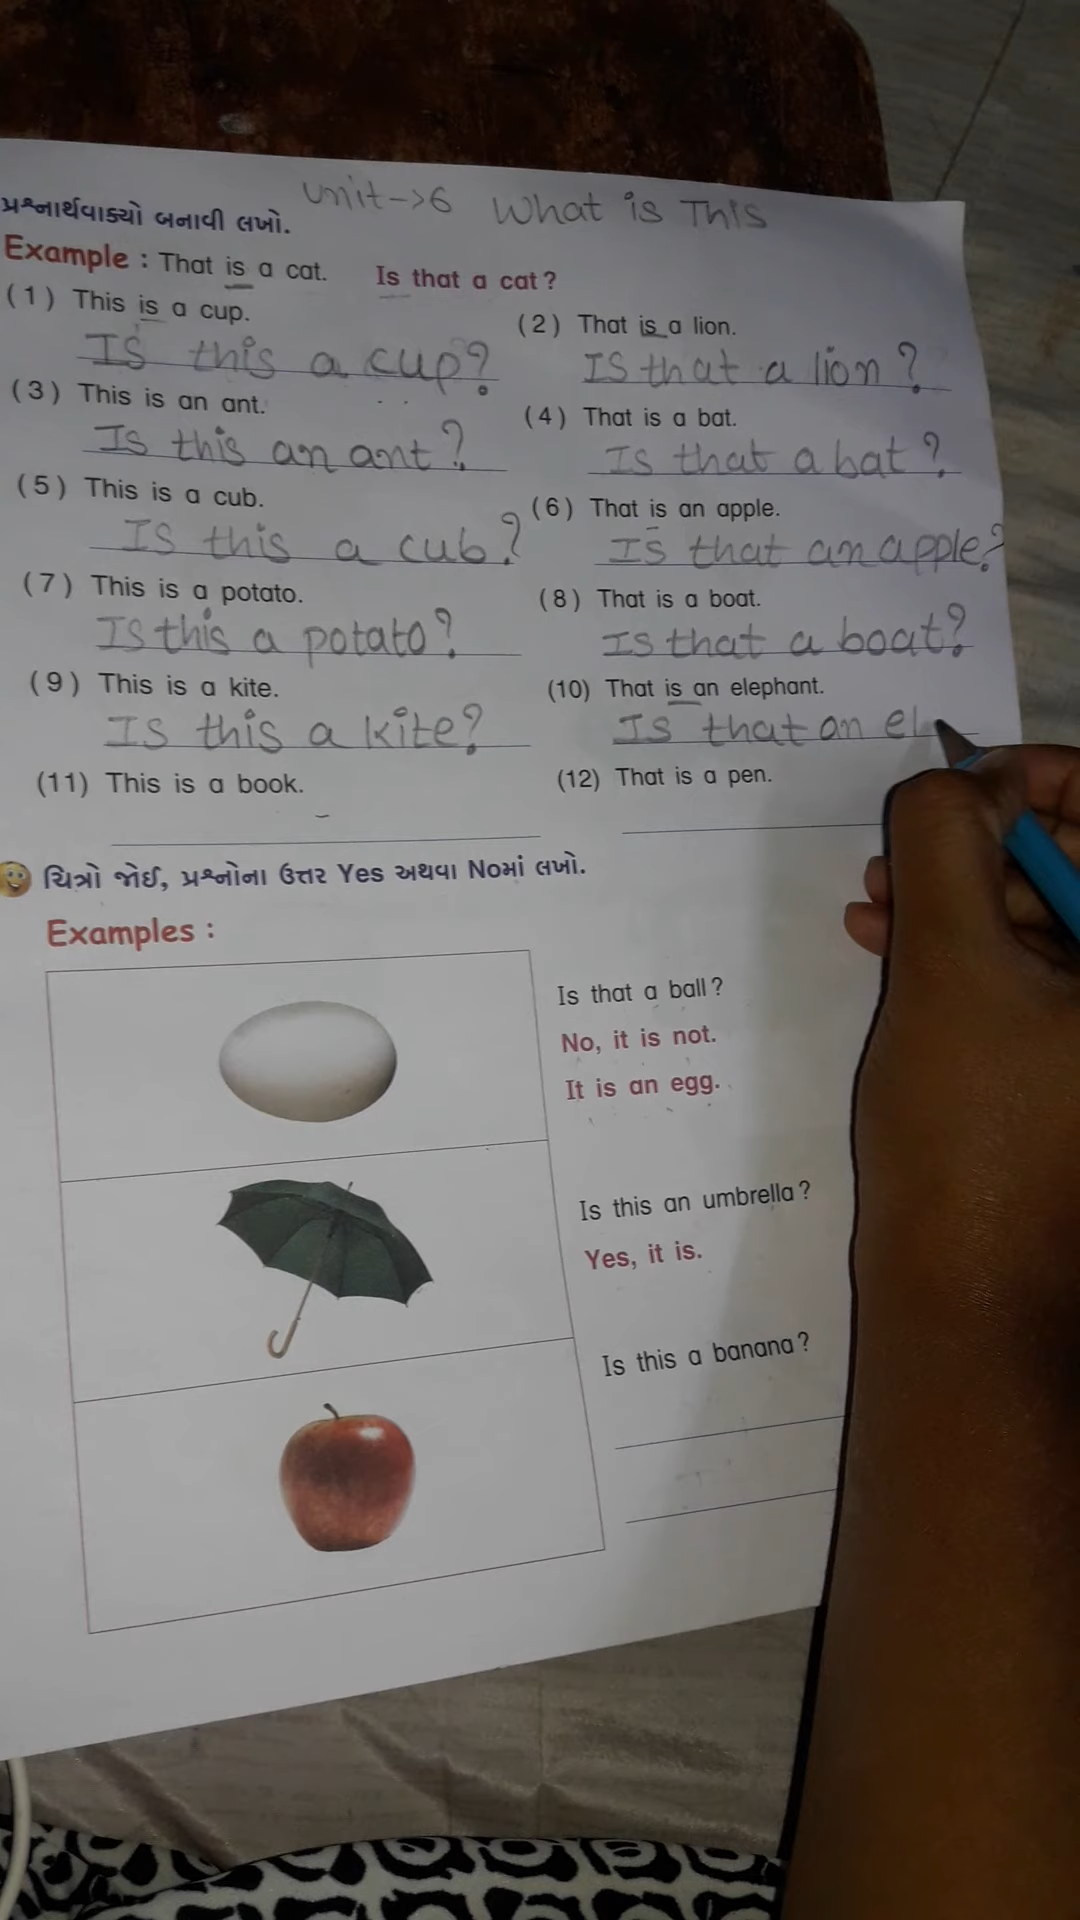 Unit->6 What is This
પ્રશ્નાર્થવાક્યો બનાવી લખો.
Example : That is a cat. Is that a cat?
(1) This is a cup.
Is this a cup?
(2) That is a lion.
Is that a lion?
(3) This is an ant.
Is this an ant?
(4) That is a bat.
Is that a bat?
(5) This is a cub.
Is this a cub?
(6) That is an apple.
Is that an apple?
(7) This is a potato.
Is this a potato?
(8) That is a boat.
Is that a boat?
(9) This is a kite.
Is this a kite?
(10) That is an elephant.
Is that an el
(11) This is a book.
(12) That is a pen.
ચિત્રો જોઈ, પ્રશ્નોના ઉત્તર Yes અથવા Noમાં લખો.
Examples :
Is that a ball?
No, it is not.
It is an egg.
Is this an umbrella?
Yes, it is.
Is this a banana?